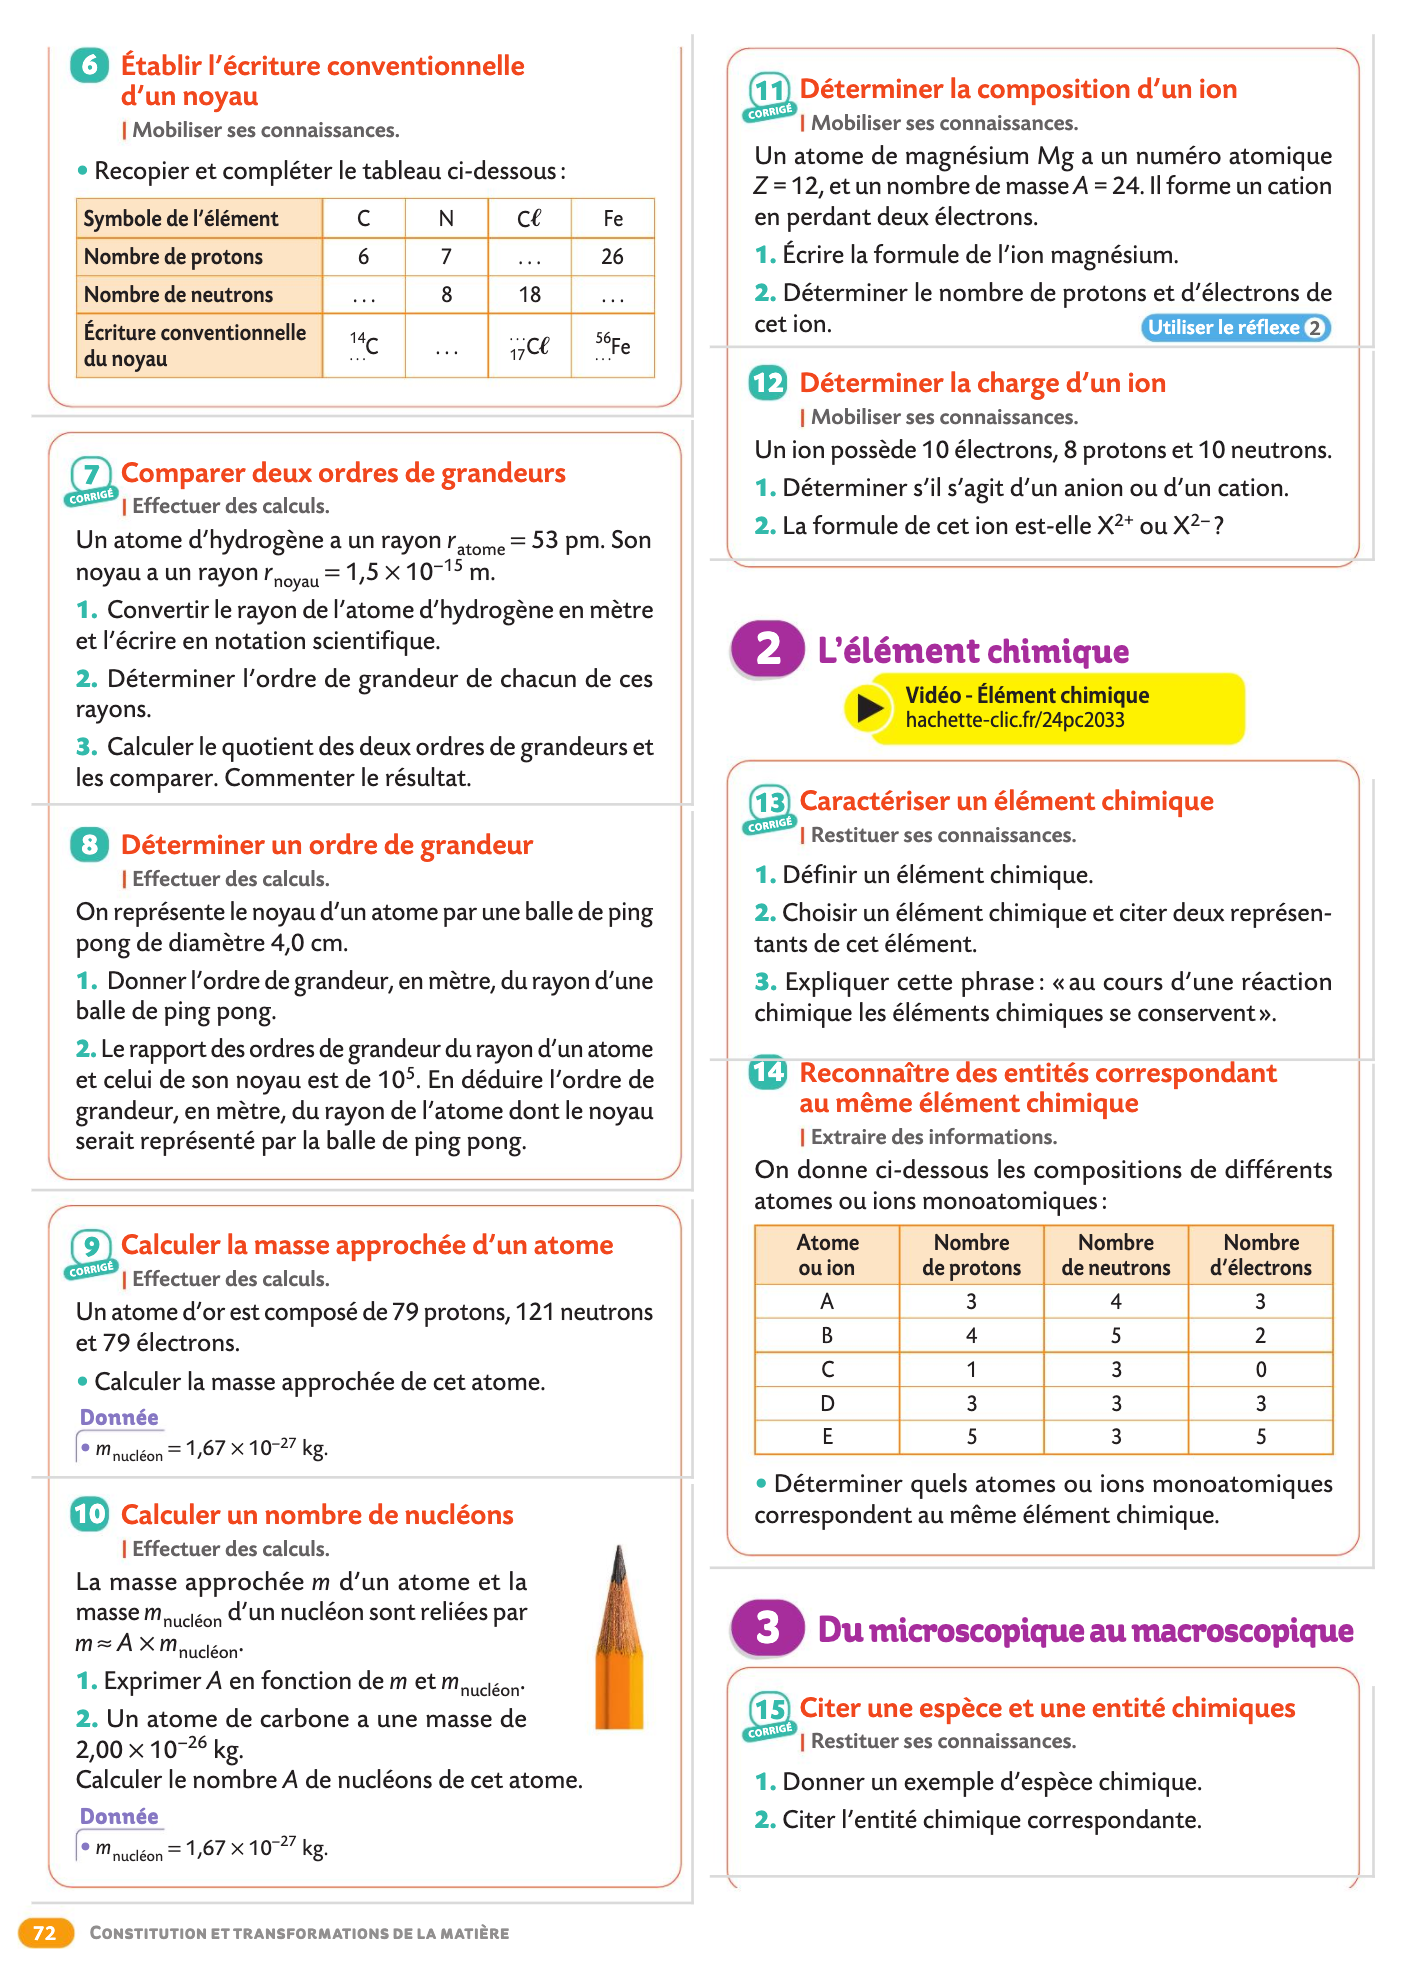 6 Établir l’écriture conventionnelle
d’un noyau
| Mobiliser ses connaissances.
• Recopier et compléter le tableau ci-dessous :
Symbole de l’élément C N Cℓ Fe
Nombre de protons 6 7 ... 26
Nombre de neutrons ... 8 18 ...
Écriture conventionnelle
du noyau ¹⁴...C ... ...₁₇Cℓ ⁵⁶...Fe
7 Comparer deux ordres de grandeurs
CORRIGÉ
| Effectuer des calculs.
Un atome d’hydrogène a un rayon r atome = 53 pm. Son
noyau a un rayon r noyau = 1,5 × 10⁻¹⁵ m.
1. Convertir le rayon de l’atome d’hydrogène en mètre
et l’écrire en notation scientifique.
2. Déterminer l’ordre de grandeur de chacun de ces
rayons.
3. Calculer le quotient des deux ordres de grandeurs et
les comparer. Commenter le résultat.
8 Déterminer un ordre de grandeur
| Effectuer des calculs.
On représente le noyau d’un atome par une balle de ping
pong de diamètre 4,0 cm.
1. Donner l’ordre de grandeur, en mètre, du rayon d’une
balle de ping pong.
2. Le rapport des ordres de grandeur du rayon d’un atome
et celui de son noyau est de 10⁵. En déduire l’ordre de
grandeur, en mètre, du rayon de l’atome dont le noyau
serait représenté par la balle de ping pong.
9 Calculer la masse approchée d’un atome
CORRIGÉ
| Effectuer des calculs.
Un atome d’or est composé de 79 protons, 121 neutrons
et 79 électrons.
• Calculer la masse approchée de cet atome.
Donnée
• m nucléon = 1,67 × 10⁻²⁷ kg.
10 Calculer un nombre de nucléons
| Effectuer des calculs.
La masse approchée m d’un atome et la
masse m nucléon d’un nucléon sont reliées par
m ≈ A × m nucléon.
1. Exprimer A en fonction de m et m nucléon.
2. Un atome de carbone a une masse de
2,00 × 10⁻²⁶ kg.
Calculer le nombre A de nucléons de cet atome.
Donnée
• m nucléon = 1,67 × 10⁻²⁷ kg.
11 Déterminer la composition d’un ion
CORRIGÉ
| Mobiliser ses connaissances.
Un atome de magnésium Mg a un numéro atomique
Z = 12, et un nombre de masse A = 24. Il forme un cation
en perdant deux électrons.
1. Écrire la formule de l’ion magnésium.
2. Déterminer le nombre de protons et d’électrons de
cet ion. Utiliser le réflexe 2
12 Déterminer la charge d’un ion
| Mobiliser ses connaissances.
Un ion possède 10 électrons, 8 protons et 10 neutrons.
1. Déterminer s’il s’agit d’un anion ou d’un cation.
2. La formule de cet ion est-elle X²⁺ ou X²⁻ ?
2 L’élément chimique
Vidéo - Élément chimique
hachette-clic.fr/24pc2033
13 Caractériser un élément chimique
CORRIGÉ
| Restituer ses connaissances.
1. Définir un élément chimique.
2. Choisir un élément chimique et citer deux représen-
tants de cet élément.
3. Expliquer cette phrase : « au cours d’une réaction
chimique les éléments chimiques se conservent ».
14 Reconnaître des entités correspondant
au même élément chimique
| Extraire des informations.
On donne ci-dessous les compositions de différents
atomes ou ions monoatomiques :
Atome Nombre Nombre Nombre
ou ion de protons de neutrons d’électrons
A 3 4 3
B 4 5 2
C 1 3 0
D 3 3 3
E 5 3 5
• Déterminer quels atomes ou ions monoatomiques
correspondent au même élément chimique.
3 Du microscopique au macroscopique
15 Citer une espèce et une entité chimiques
CORRIGÉ
| Restituer ses connaissances.
1. Donner un exemple d’espèce chimique.
2. Citer l’entité chimique correspondante.
72 CONSTITUTION ET TRANSFORMATIONS DE LA MATIÈRE